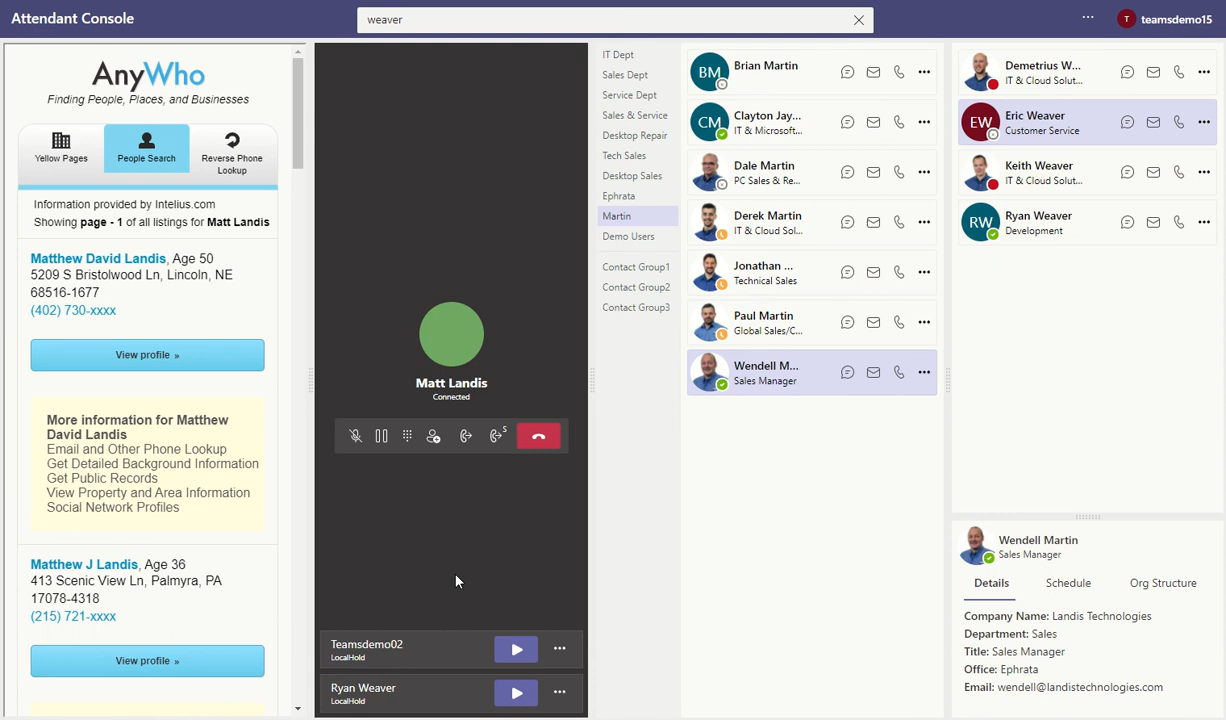 Attendant Console
weaver
T
teamsdemo15
AnyWho
Finding People, Places, and Businesses
Yellow Pages
People Search
Reverse Phone
Lookup
Information provided by Intelius.com
Showing page - 1 of all listings for Matt Landis
Matthew David Landis, Age 50
5209 S Bristolwood Ln, Lincoln, NE
68516-1677
(402) 730-xxxx
View profile »
More information for Matthew
David Landis
Email and Other Phone Lookup
Get Detailed Background Information
Get Public Records
View Property and Area Information
Social Network Profiles
Matthew J Landis, Age 36
413 Scenic View Ln, Palmyra, PA
17078-4318
(215) 721-xxxx
View profile »
Matt Landis
Connected
S
Teamsdemo02
LocalHold
Ryan Weaver
LocalHold
IT Dept
Sales Dept
Service Dept
Sales & Service
Desktop Repair
Tech Sales
Desktop Sales
Ephrata
Martin
Demo Users
Contact Group1
Contact Group2
Contact Group3
BM
Brian Martin
CM
Clayton Jay...
IT & Microsoft...
Dale Martin
PC Sales & Re...
Derek Martin
IT & Cloud Sol...
Jonathan ...
Technical Sales
Paul Martin
Global Sales/C...
Wendell M...
Sales Manager
Demetrius W...
IT & Cloud Solut...
EW
Eric Weaver
Customer Service
Keith Weaver
IT & Cloud Solut...
RW
Ryan Weaver
Development
Wendell Martin
Sales Manager
Details
Schedule
Org Structure
Company Name: Landis Technologies
Department: Sales
Title: Sales Manager
Office: Ephrata
Email: wendell@landistechnologies.com